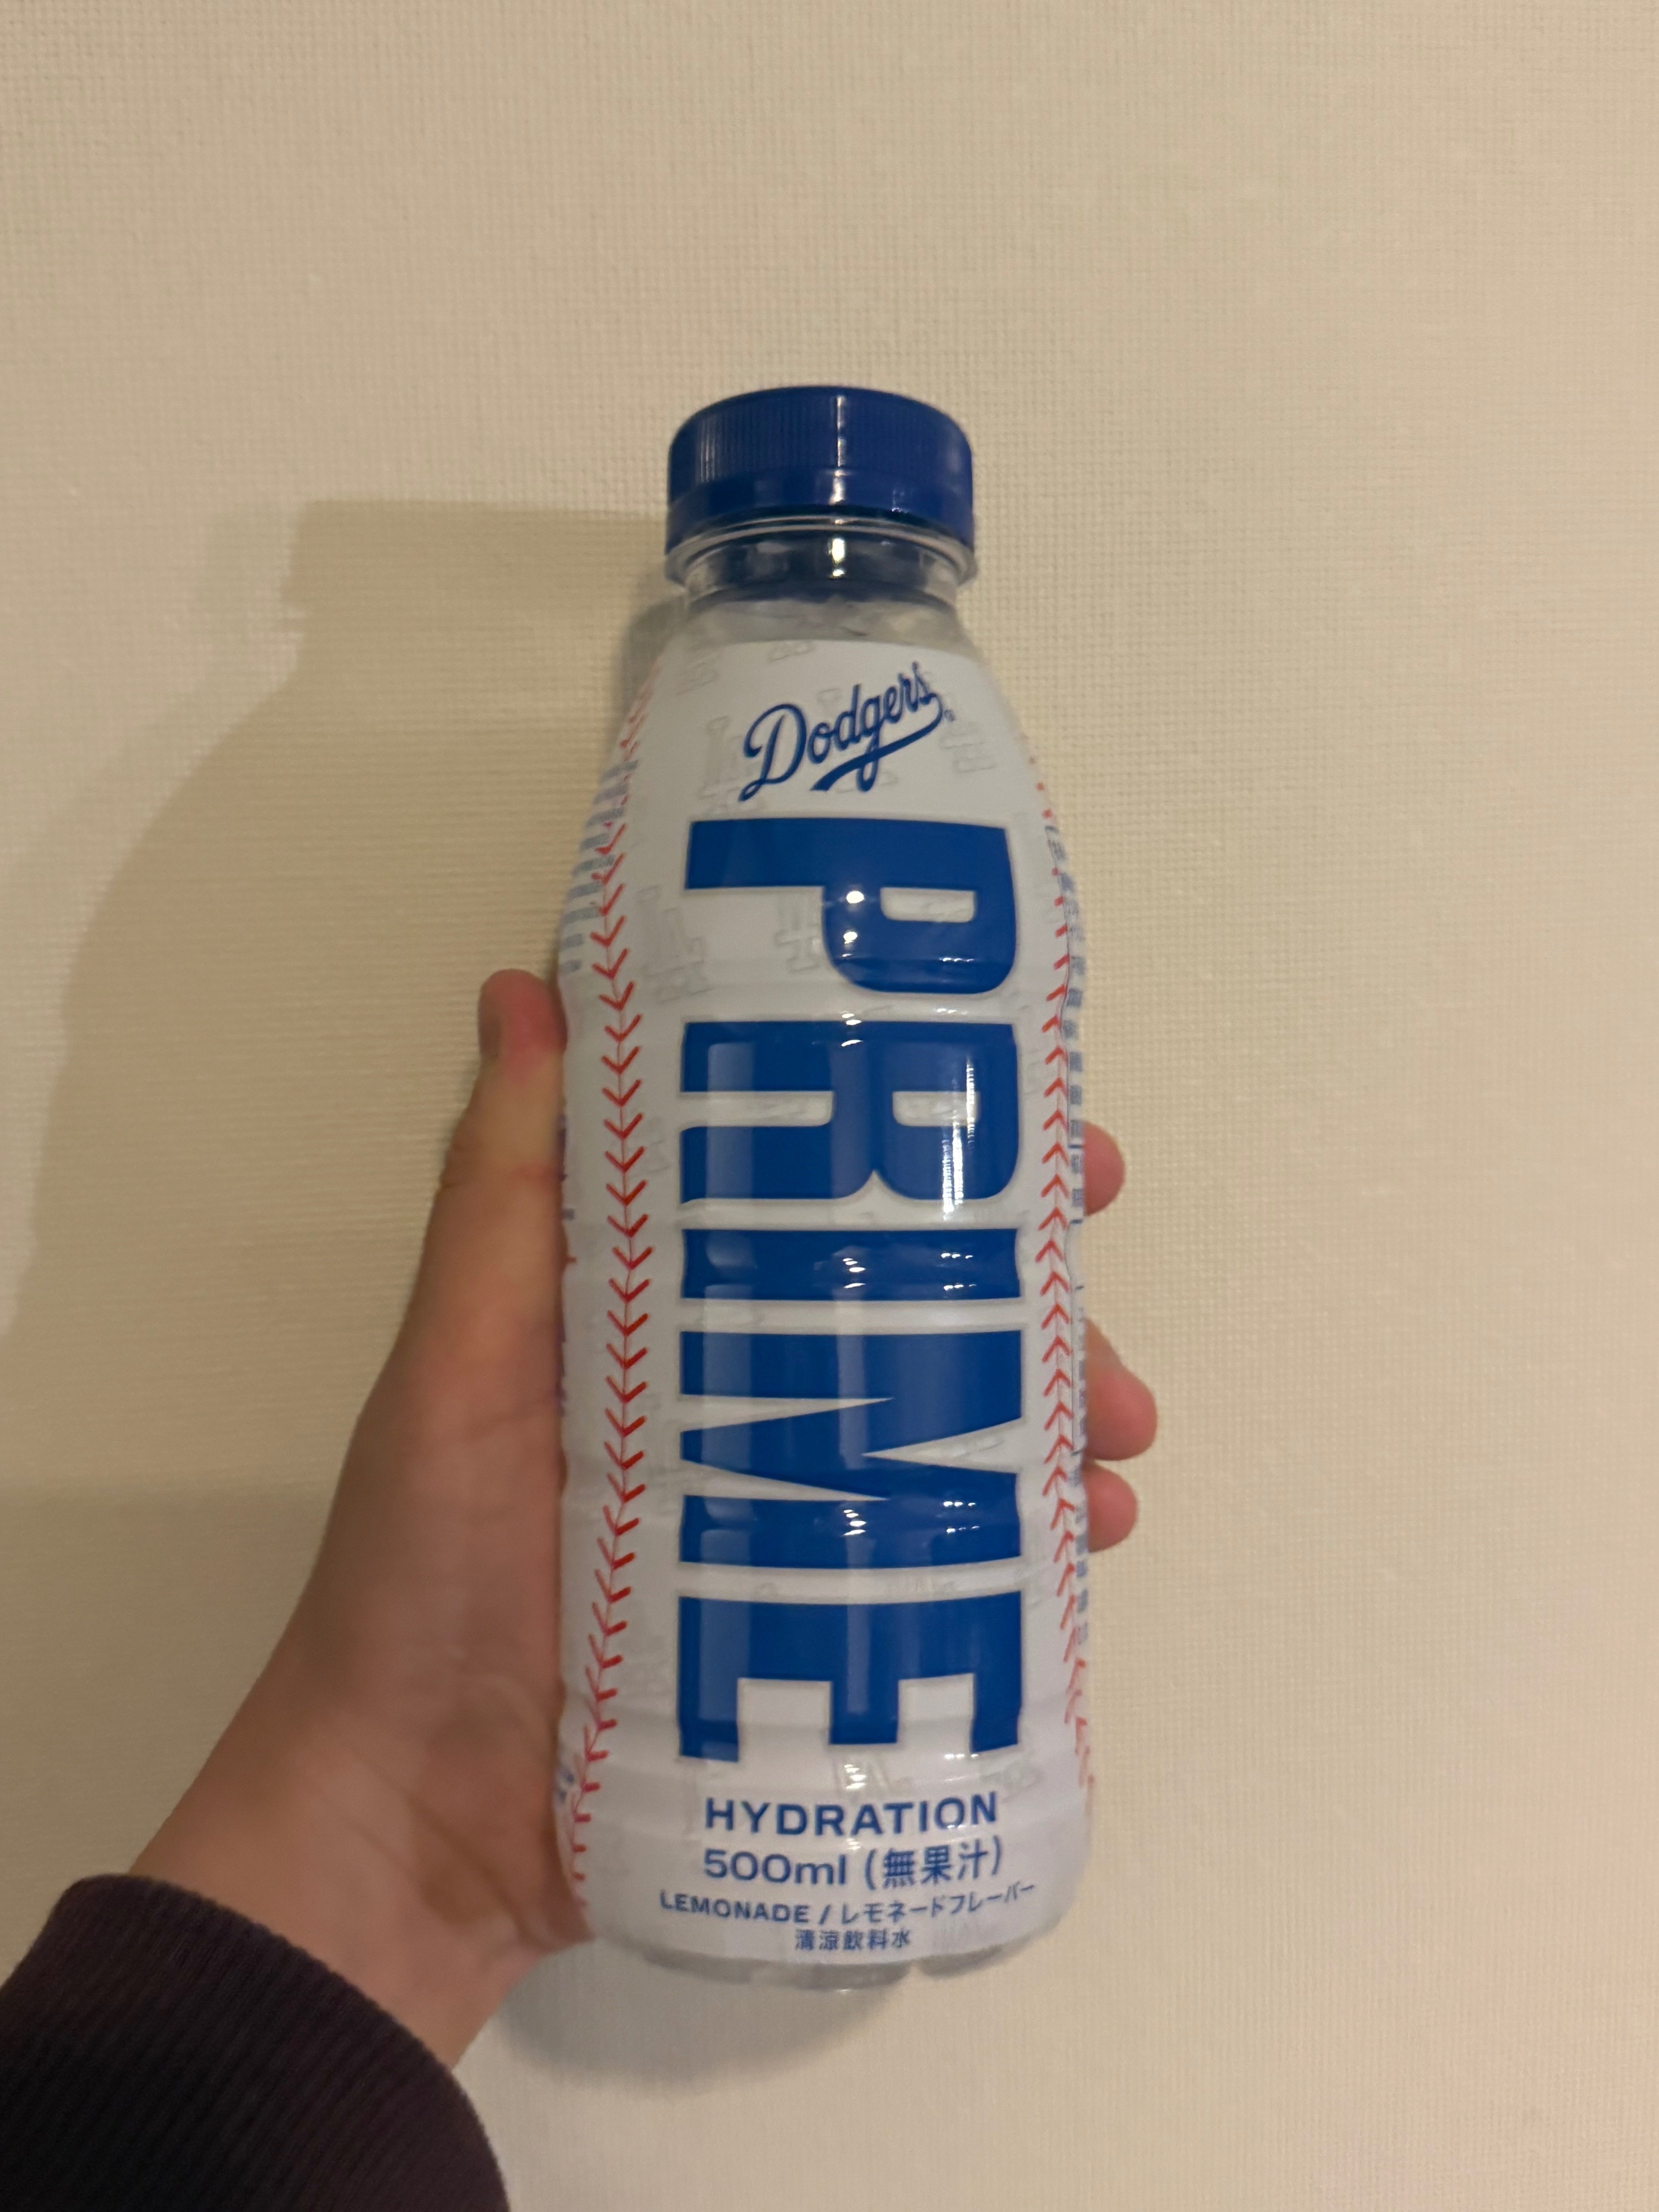 Dodgers
PRIME
HYDRATION
500ml (無果汁)
LEMONADE / レモネードフレーバー
清涼飲料水